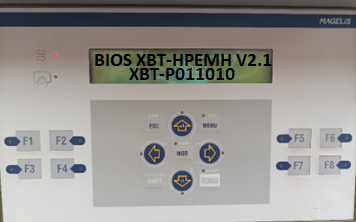 MAGELIS
BIOS XBT-HPEMH V2.1
XBT-P011010
ESC
MENU
F1
F2
F5
F6
MOD
F3
F4
F7
F8
SHIFT